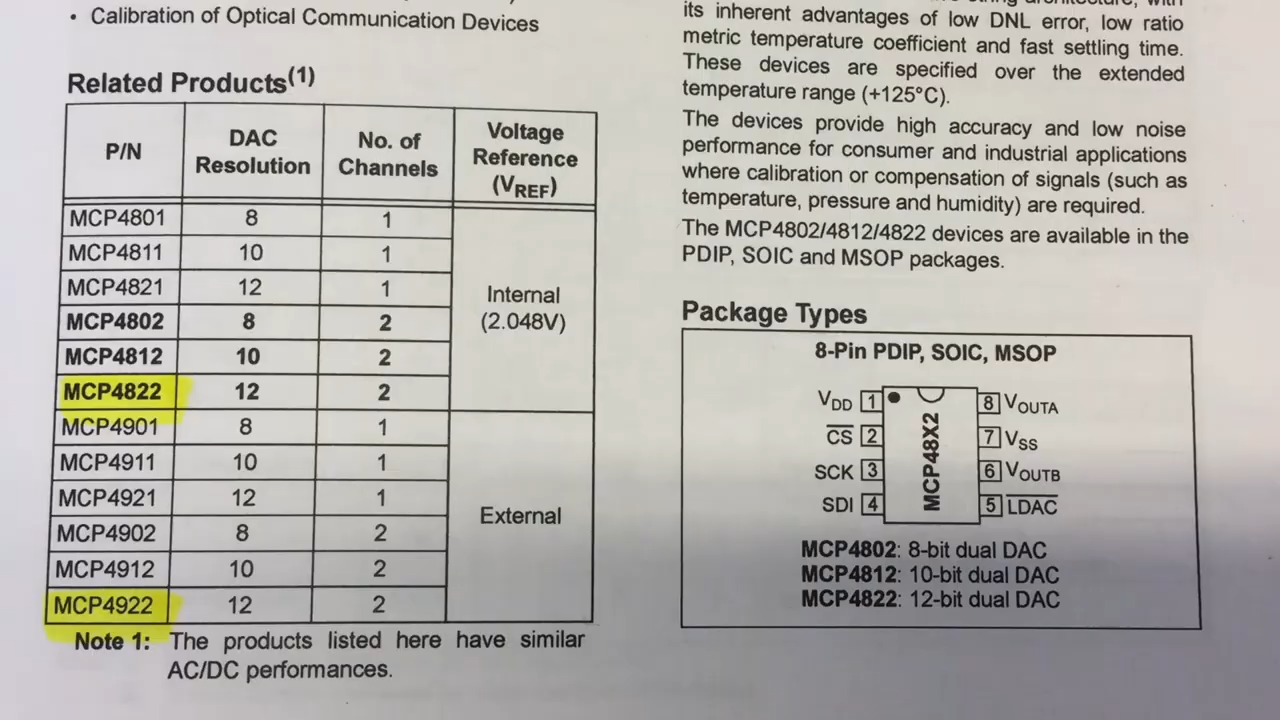 • Calibration of Optical Communication Devices
Related Products(1)
P/N DAC Resolution No. of Channels Voltage Reference (VREF)
MCP4801 8 1
MCP4811 10 1
MCP4821 12 1
MCP4802 8 2
MCP4812 10 2
MCP4822 12 2
Internal
(2.048V)
MCP4901 8 1
MCP4911 10 1
MCP4921 12 1
MCP4902 8 2
MCP4912 10 2
MCP4922 12 2
External
Note 1: The products listed here have similar
AC/DC performances.
its inherent advantages of low DNL error, low ratio
metric temperature coefficient and fast settling time.
These devices are specified over the extended
temperature range (+125°C).
The devices provide high accuracy and low noise
performance for consumer and industrial applications
where calibration or compensation of signals (such as
temperature, pressure and humidity) are required.
The MCP4802/4812/4822 devices are available in the
PDIP, SOIC and MSOP packages.
Package Types
8-Pin PDIP, SOIC, MSOP
VDD 1 8 VOUTA
CS 2 7 VSS
SCK 3 6 VOUTB
SDI 4 5 LDAC
MCP48X2
MCP4802: 8-bit dual DAC
MCP4812: 10-bit dual DAC
MCP4822: 12-bit dual DAC